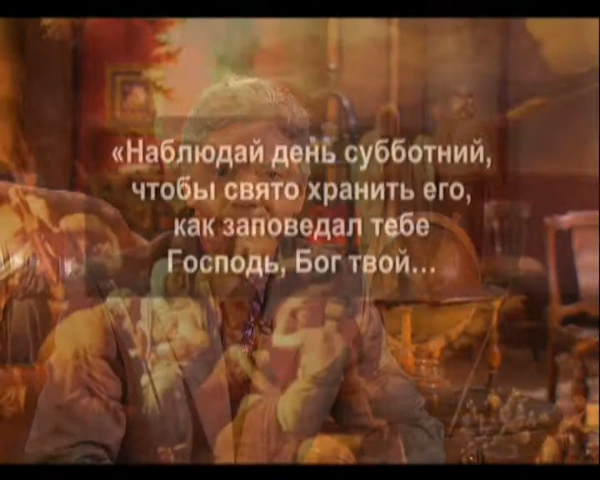 «Наблюдай день субботний,
чтобы свято хранить его,
как заповедал тебе
Господь, Бог твой...